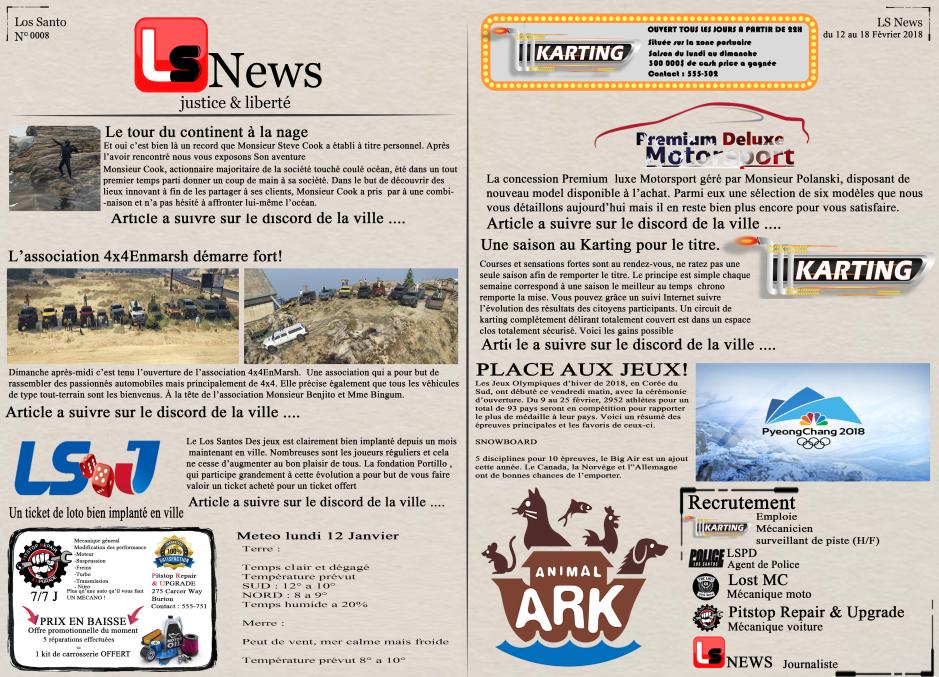 Los Santo
N° 0008
LS
News
justice & liberté
Le tour du continent à la nage
Et oui c'est bien là un record que Monsieur Steve Cook a établi à titre personnel. Après
l'avoir rencontré nous vous exposons Son aventure
Monsieur Cook, actionnaire majoritaire de la société touché coulé océan, été dans un tout
premier temps parti donner un coup de main à sa société. Dans le but de découvrir des
lieux innovant à fin de les partager à ses clients, Monsieur Cook a pris par à une combi-
-naison et n'a pas hésité à affronter lui-même l'océan.
Article a suivre sur le discord de la ville ....
L'association 4x4Enmarsh démarre fort!
Dimanche après-midi c'est tenu l'ouverture de l'association 4x4EnMarsh. Une association qui a pour but de
rassembler des passionnés automobiles mais principalement de 4x4. Elle précise également que tous les véhicules
de type tout-terrain sont les bienvenus. À la tête de l'association Monsieur Benjito et Mme Bingum.
Article a suivre sur le discord de la ville ....
LSJ
Un ticket de loto bien implanté en ville
Le Los Santos Des jeux est clairement bien implanté depuis un mois
maintenant en ville. Nombreuses sont les joueurs réguliers et cela
ne cesse d'augmenter au bon plaisir de tous. La fondation Portillo ,
qui participe grandement à cette évolution a pour but de vous faire
valoir un ticket acheté pour un ticket offert
Article a suivre sur le discord de la ville ....
PITSTOP REPAIR
& UPGRADE
7/7 J
Mecanique général
Modification des performance
-Moteur
-Suspension
-Freins
-Turbo
-Transmission
Plus qu'une auto qu'il vous faut
UN MECANO !
100%
SATISFACTION
Pitstop Repair
& UPGRADE
275 Carcer Way
Burton
Contact : 555-751
PRIX EN BAISSE
Offre promotionnelle du moment
5 réparations effectuées
=
1 kit de carrosserie OFFERT
MOTOR OIL
Meteo lundi 12 Janvier
Terre :
Temps clair et dégagé
Température prévut
SUD : 12° a 10°
NORD : 8 a 9°
Temps humide a 20%
Merre :
Peut de vent, mer calme mais froide
Température prévut 8° a 10°
KARTING
OUVERT TOUS LES JOURS A PARTIR DE 22H
Située sur la zone portuaire
Saison du lundi au dimanche
300 000$ de cash price a gagnée
Contact : 555-302
LS News
du 12 au 18 Février 2018
Premium Deluxe
Motorsport
La concession Premium luxe Motorsport géré par Monsieur Polanski, disposant de
nouveau model disponible à l'achat. Parmi eux une sélection de six modèles que nous
vous détaillons aujourd'hui mais il en reste bien plus encore pour vous satisfaire.
Article a suivre sur le discord de la ville ....
Une saison au Karting pour le titre.
KARTING
Courses et sensations fortes sont au rendez-vous, ne ratez pas une
seule saison afin de remporter le titre. Le principe est simple chaque
semaine correspond à une saison le meilleur au temps chrono
remporte la mise. Vous pouvez grâce un suivi Internet suivre
l'évolution des résultats des citoyens participants. Un circuit de
karting complètement délirant totalement couvert est dans un espace
clos totalement sécurisé. Voici les gains possible
Article a suivre sur le discord de la ville ....
PLACE AUX JEUX!
Les Jeux Olympiques d'hiver de 2018, en Corée du
Sud, ont débuté ce vendredi matin, avec la cérémonie
d'ouverture. Du 9 au 25 février, 2952 athlètes pour un
total de 93 pays seront en compétition pour rapporter
le plus de médaille à leur pays. Voici un résumé des
épreuves principales et les favoris de ceux-ci.
SNOWBOARD
5 disciplines pour 10 épreuves, le Big Air est un ajout
cette année. Le Canada, la Norvège et l"Allemagne
ont de bonnes chances de l'emporter.
PyeongChang 2018
ANIMAL
ARK
Recrutement
KARTING
Emploie
Mécanicien
surveillant de piste (H/F)
POLICE
LOS SANTOS
LSPD
Agent de Police
Lost MC
Mécanique moto
Pitstop Repair & Upgrade
Mécanique voiture
LS
NEWS Journaliste